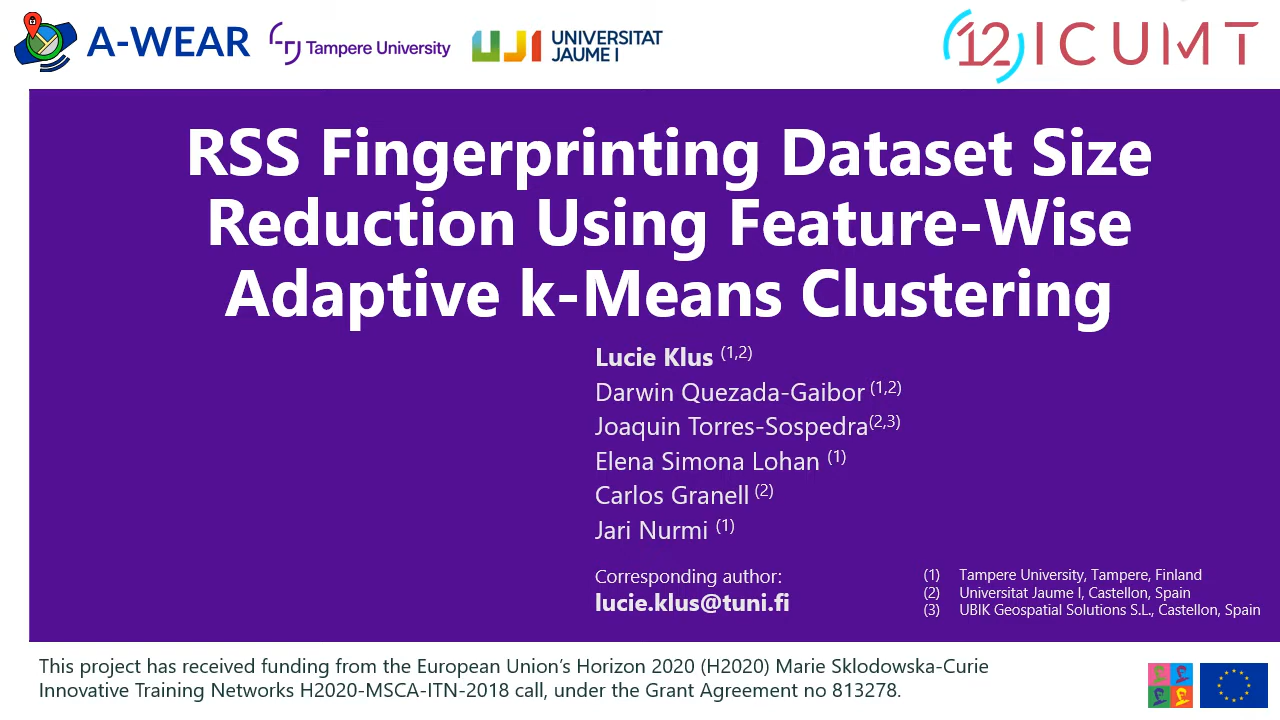 A-WEAR
Tampere University
UJI UNIVERSITAT
JAUME I
12 ICUMT
RSS Fingerprinting Dataset Size
Reduction Using Feature-Wise
Adaptive k-Means Clustering
Lucie Klus (1,2)
Darwin Quezada-Gaibor (1,2)
Joaquin Torres-Sospedra(2,3)
Elena Simona Lohan (1)
Carlos Granell (2)
Jari Nurmi (1)
Corresponding author:
lucie.klus@tuni.fi
(1) Tampere University, Tampere, Finland
(2) Universitat Jaume I, Castellon, Spain
(3) UBIK Geospatial Solutions S.L., Castellon, Spain
This project has received funding from the European Union's Horizon 2020 (H2020) Marie Sklodowska-Curie
Innovative Training Networks H2020-MSCA-ITN-2018 call, under the Grant Agreement no 813278.